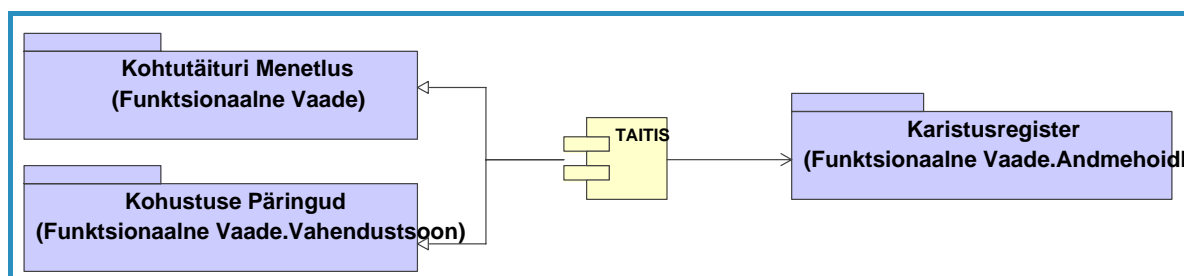 Kohtutäituri Menetlus
(Funktsionaalne Vaade)
Kohustuse Päringud
(Funktsionaalne Vaade.Vahendustsoon)
TAITIS
Karistusregister
(Funktsionaalne Vaade.Andmehoidl